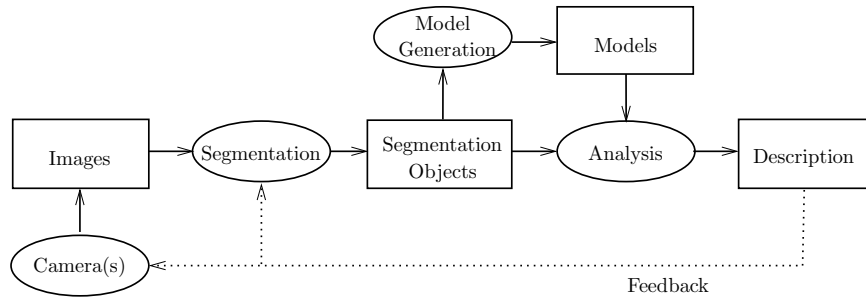 Model
Generation
Models
Images
Segmentation
Segmentation
Objects
Analysis
Description
Camera(s)
Feedback